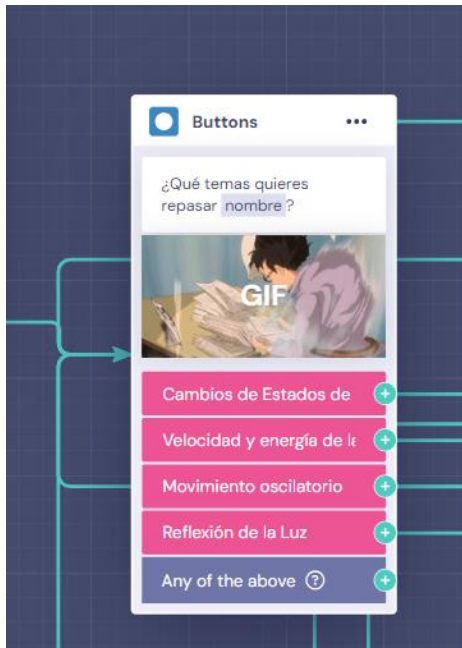 Buttons
¿Qué temas quieres
repasar nombre ?
GIF
Cambios de Estados de
Velocidad y energía de la
Movimiento oscilatorio
Reflexión de la Luz
Any of the above ?